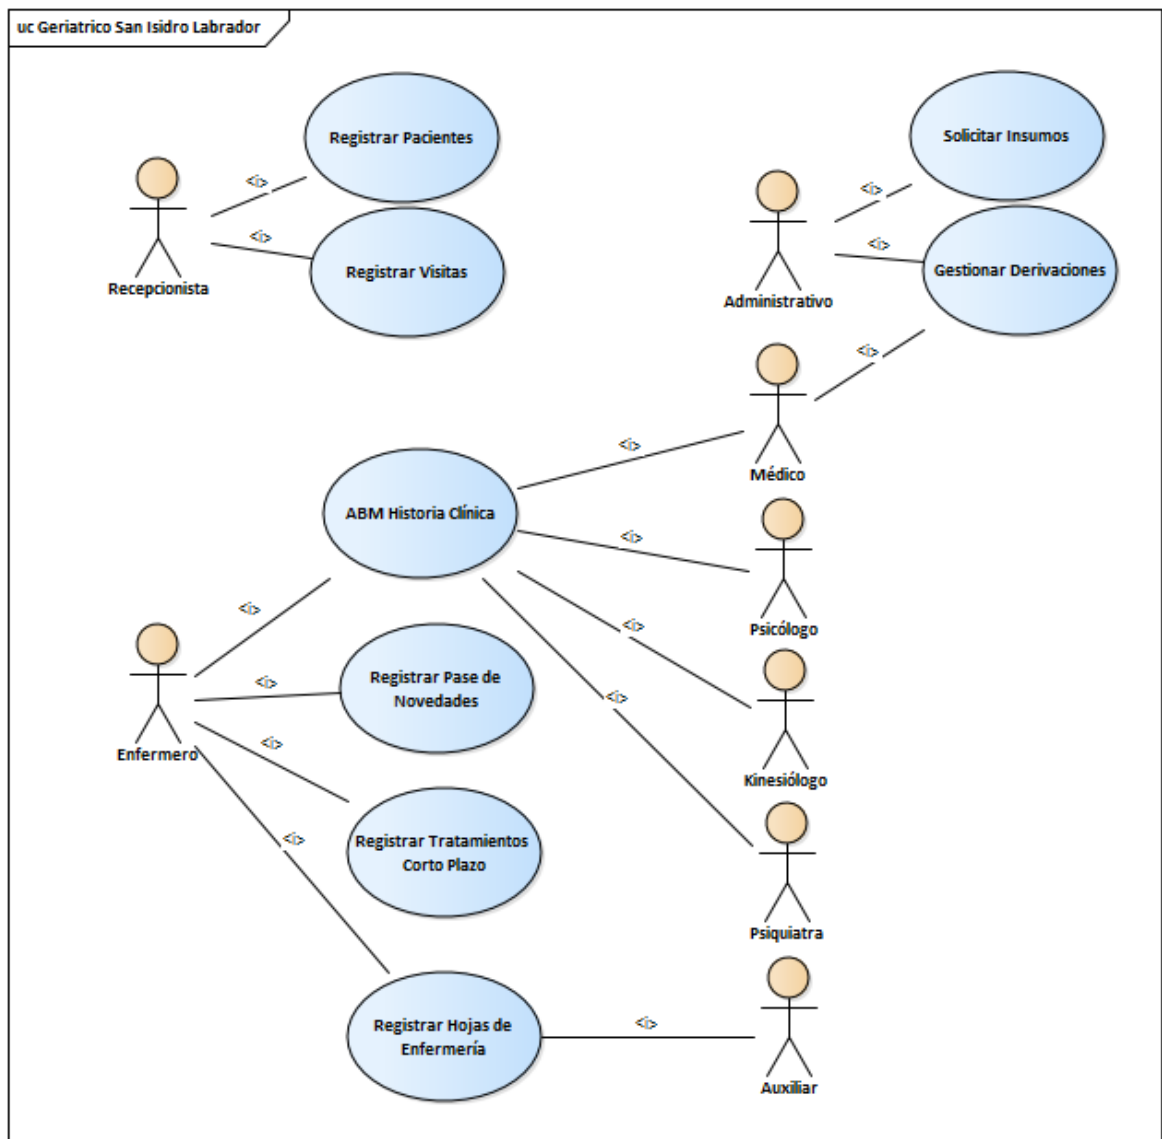 uc Geriatrico San Isidro Labrador
Registrar Pacientes
Solicitar Insumos
<i>
<i>
<i>
<i>
Registrar Visitas
Gestionar Derivaciones
Recepcionista
Administrativo
<i>
<i>
Médico
ABM Historia Clínica
<i>
<i>
Psicólogo
<i>
<i>
Registrar Pase de
Novedades
<i>
<i>
Enfermero
Kinesiólogo
<i>
Registrar Tratamientos
Corto Plazo
Psiquiatra
Registrar Hojas de
Enfermería
<i>
Auxiliar